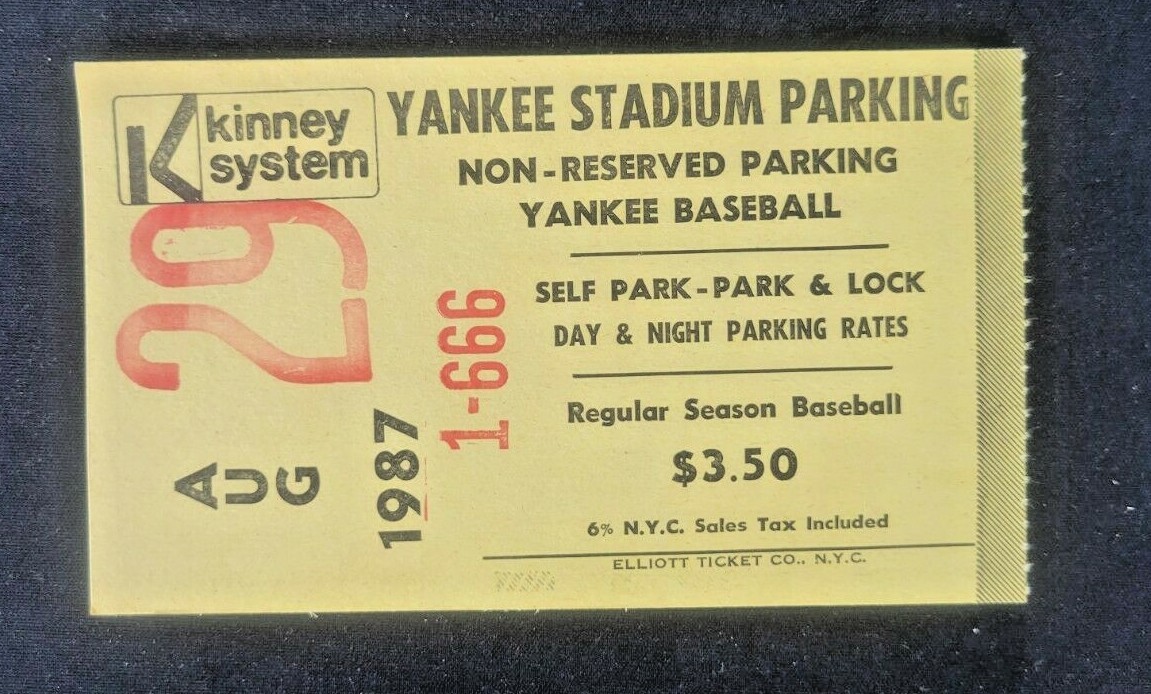 kinney
system
YANKEE STADIUM PARKING
NON-RESERVED PARKING
YANKEE BASEBALL
SELF PARK-PARK & LOCK
DAY & NIGHT PARKING RATES
Regular Season Baseball
$3.50
6% N.Y.C. Sales Tax Included
ELLIOTT TICKET CO., N.Y.C.
29
AUG
1987
1-666